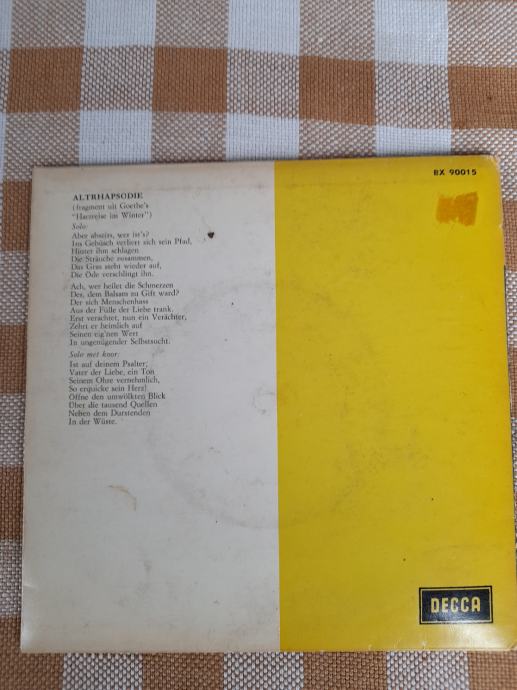 BX 90015
ALTRHAPSODIE
(fragment uit Goethe's
"Harzreise im Winter")
Solo:
Aber abseits, wer ist's?
Ins Gebüsch verliert sich sein Pfad,
Hinter ihm schlagen
Die Sträuche zusammen,
Das Gras steht wieder auf,
Die Öde verschlingt ihn.
Ach, wer heilet die Schmerzen
Des, dem Balsam zu Gift ward?
Der sich Menschenhass
Aus der Fülle der Liebe trank,
Erst verachtet, nun ein Verächter,
Zehrt er heimlich auf
Seinen eig'nen Wert
In ungenügender Selbstsucht.
Solo met koor:
Ist auf deinem Psalter,
Vater der Liebe, ein Ton
Seinem Ohre vernehmlich,
So erquicke sein Herz!
Öffne den umwölkten Blick
Über die tausend Quellen
Neben dem Durstenden
In der Wüste.
DECCA